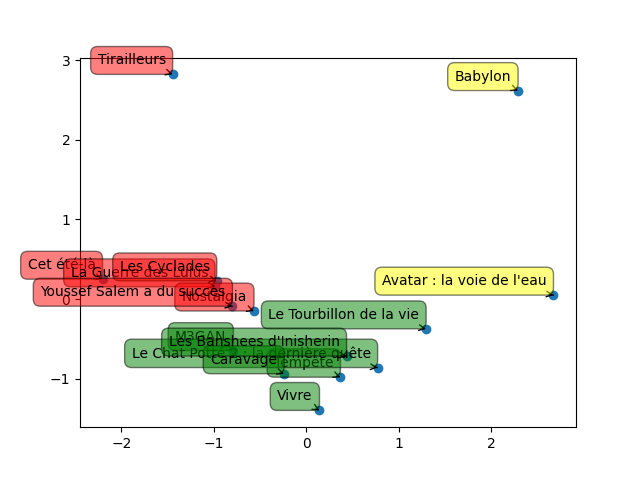 3
Tirailleurs
Babylon
2
1
Cet été-là
La Guerre des Lulus
Les Cyclades
Avatar : la voie de l'eau
Youssef Salem a du succès
Nostalgia
0
Le Tourbillon de la vie
M3GAN
Les Banshees d'Inisherin
Le Chat Potté 2 : la dernière quête
Caravage
Tempête
−1
Vivre
−2
−1
0
1
2